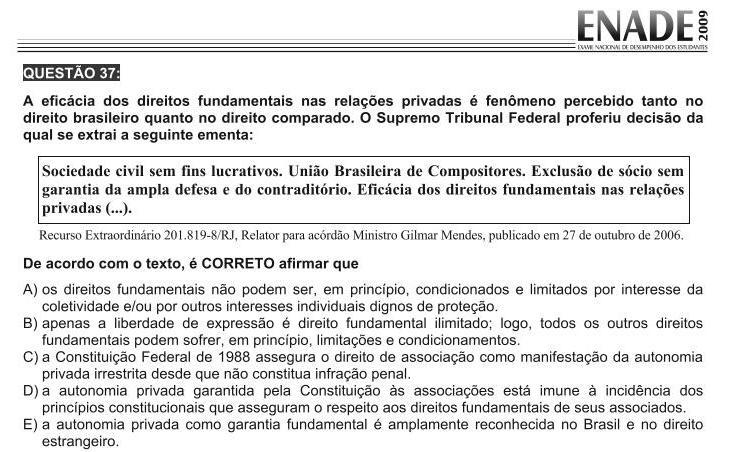 ENADE 2009
EXAME NACIONAL DE DESEMPENHO DOS ESTUDANTES
QUESTÃO 37:
A eficácia dos direitos fundamentais nas relações privadas é fenômeno percebido tanto no
direito brasileiro quanto no direito comparado. O Supremo Tribunal Federal proferiu decisão da
qual se extrai a seguinte ementa:
Sociedade civil sem fins lucrativos. União Brasileira de Compositores. Exclusão de sócio sem
garantia da ampla defesa e do contraditório. Eficácia dos direitos fundamentais nas relações
privadas (...).
Recurso Extraordinário 201.819-8/RJ, Relator para acórdão Ministro Gilmar Mendes, publicado em 27 de outubro de 2006.
De acordo com o texto, é CORRETO afirmar que
A) os direitos fundamentais não podem ser, em princípio, condicionados e limitados por interesse da
coletividade e/ou por outros interesses individuais dignos de proteção.
B) apenas a liberdade de expressão é direito fundamental ilimitado; logo, todos os outros direitos
fundamentais podem sofrer, em princípio, limitações e condicionamentos.
C) a Constituição Federal de 1988 assegura o direito de associação como manifestação da autonomia
privada irrestrita desde que não constitua infração penal.
D) a autonomia privada garantida pela Constituição às associações está imune à incidência dos
princípios constitucionais que asseguram o respeito aos direitos fundamentais de seus associados.
E) a autonomia privada como garantia fundamental é amplamente reconhecida no Brasil e no direito
estrangeiro.